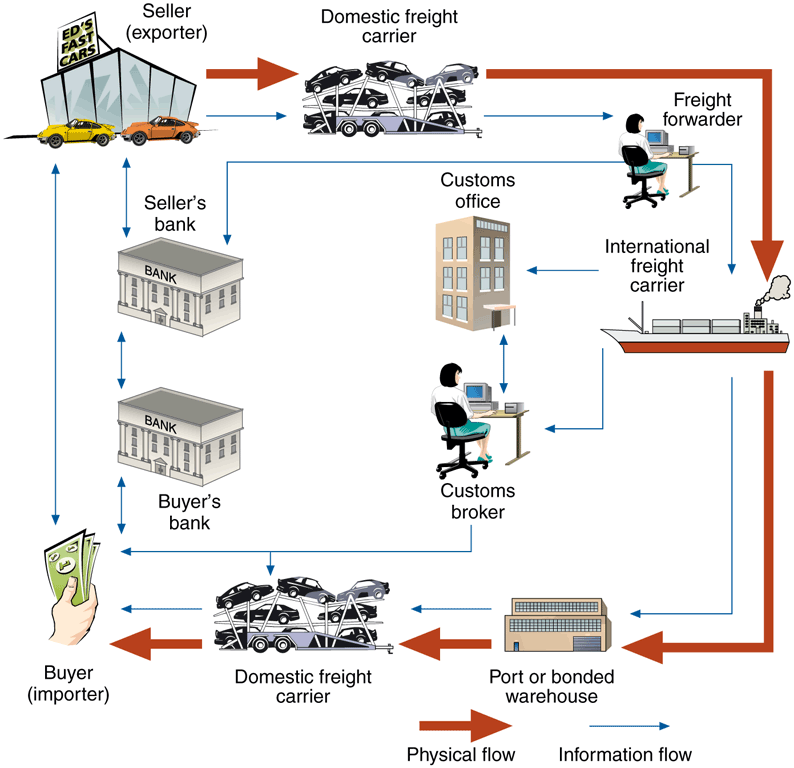 Seller
(exporter)
Domestic freight
carrier
ED'S
FAST
CARS
Freight
forwarder
Customs
office
Seller's
bank
BANK
International
freight
carrier
BANK
Buyer's
bank
Customs
broker
Buyer
(importer)
Domestic freight
carrier
Port or bonded
warehouse
Physical flow
Information flow